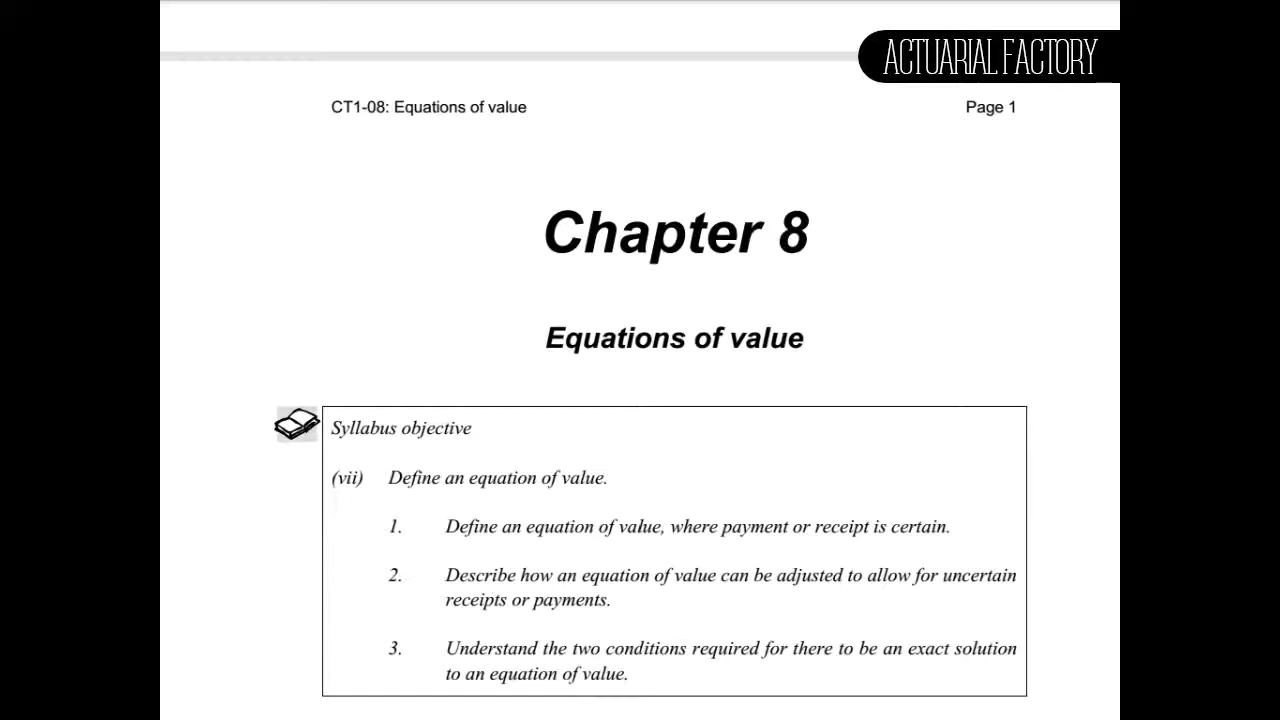 ACTUARIAL FACTORY
CT1-08: Equations of value Page 1
Chapter 8
Equations of value
Syllabus objective
(vii) Define an equation of value.
1. Define an equation of value, where payment or receipt is certain.
2. Describe how an equation of value can be adjusted to allow for uncertain
receipts or payments.
3. Understand the two conditions required for there to be an exact solution
to an equation of value.